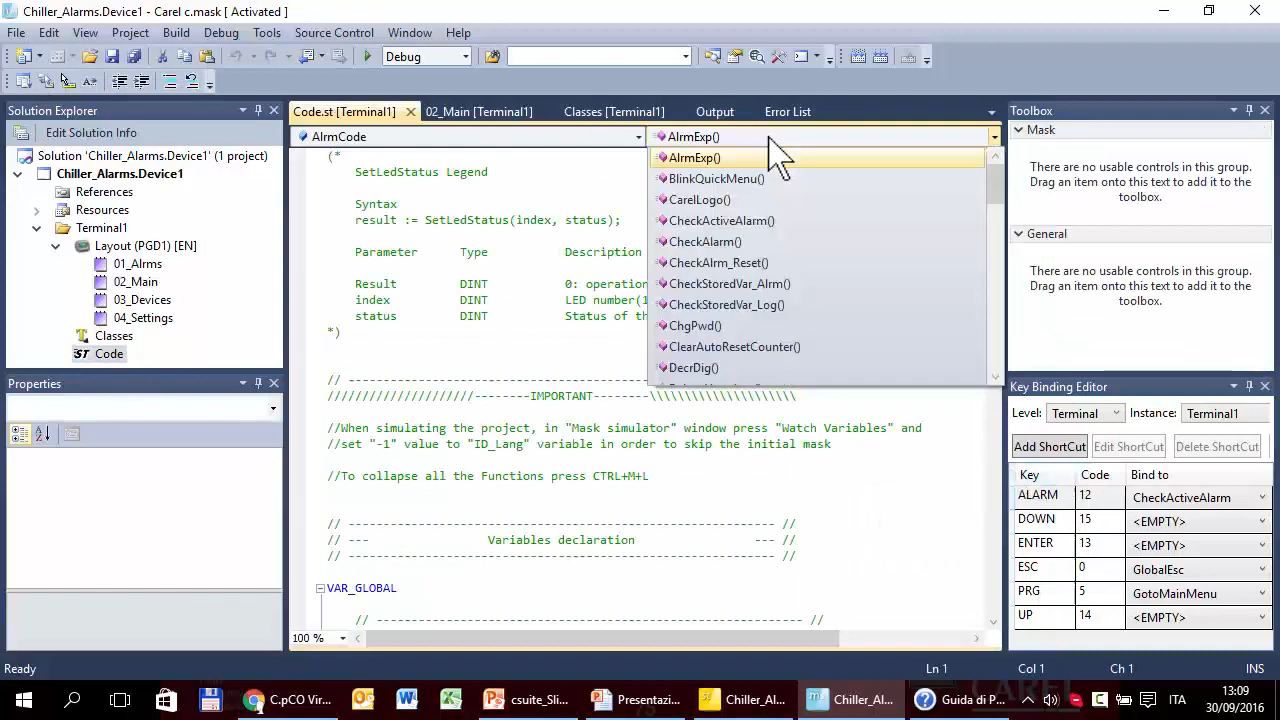 Chiller_Alarms.Device1 - Carel c.mask [ Activated ]
File Edit View Project Build Debug Tools Source Control Window Help
Debug
Solution Explorer
Edit Solution Info
Solution 'Chiller_Alarms.Device1' (1 project)
Chiller_Alarms.Device1
References
Resources
Terminal1
Layout (PGD1) [EN]
01_Alrms
02_Main
03_Devices
04_Settings
Classes
ST Code
Properties
Code.st [Terminal1] 02_Main [Terminal1] Classes [Terminal1] Output Error List
AlrmCode
AlrmExp()
AlrmExp()
BlinkQuickMenu()
CarelLogo()
CheckActiveAlarm()
CheckAlarm()
CheckAlrm_Reset()
CheckStoredVar_Alrm()
CheckStoredVar_Log()
ChgPwd()
ClearAutoResetCounter()
DecrDig()
(*
SetLedStatus Legend
Syntax
result := SetLedStatus(index, status);
Parameter Type Description
Result DINT 0: operation
index DINT LED number(1
status DINT Status of th
*)
// ---
/////////////////////--------IMPORTANT--------\\\\\\\\\\\\\\\\\\\\\
//When simulating the project, in "Mask simulator" window press "Watch Variables" and
//set "-1" value to "ID_Lang" variable in order to skip the initial mask
//To collapse all the Functions press CTRL+M+L
// ------------------------------------------------------------- //
// --- Variables declaration --- //
// ------------------------------------------------------------- //
VAR_GLOBAL
// ------------------------------------------------------------- //
100 %
Toolbox
Mask
There are no usable controls in this group. Drag an item onto this text to add it to the toolbox.
General
There are no usable controls in this group. Drag an item onto this text to add it to the toolbox.
Key Binding Editor
Level: Terminal Instance: Terminal1
Add ShortCut Edit ShortCut Delete ShortCut
Key Code Bind to
ALARM 12 CheckActiveAlarm
DOWN 15 <EMPTY>
ENTER 13 <EMPTY>
ESC 0 GlobalEsc
PRG 5 GotoMainMenu
UP 14 <EMPTY>
Ready Ln 1 Col 1 Ch 1 INS
C.pCO Vir... csuite_Sli... Presentazi... Chiller_Al... Chiller_Al... Guida di P... ITA
13:09
30/09/2016